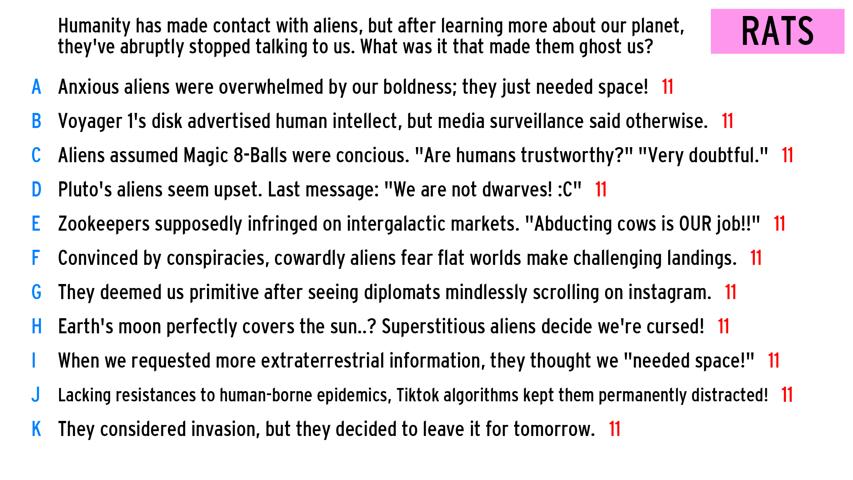 Humanity has made contact with aliens, but after learning more about our planet,
they've abruptly stopped talking to us. What was it that made them ghost us?
RATS
A Anxious aliens were overwhelmed by our boldness; they just needed space! 11
B Voyager 1's disk advertised human intellect, but media surveillance said otherwise. 11
C Aliens assumed Magic 8-Balls were concious. "Are humans trustworthy?" "Very doubtful." 11
D Pluto's aliens seem upset. Last message: "We are not dwarves! :C" 11
E Zookeepers supposedly infringed on intergalactic markets. "Abducting cows is OUR job!!" 11
F Convinced by conspiracies, cowardly aliens fear flat worlds make challenging landings. 11
G They deemed us primitive after seeing diplomats mindlessly scrolling on instagram. 11
H Earth's moon perfectly covers the sun..? Superstitious aliens decide we're cursed! 11
I When we requested more extraterrestrial information, they thought we "needed space!" 11
J Lacking resistances to human-borne epidemics, Tiktok algorithms kept them permanently distracted! 11
K They considered invasion, but they decided to leave it for tomorrow. 11